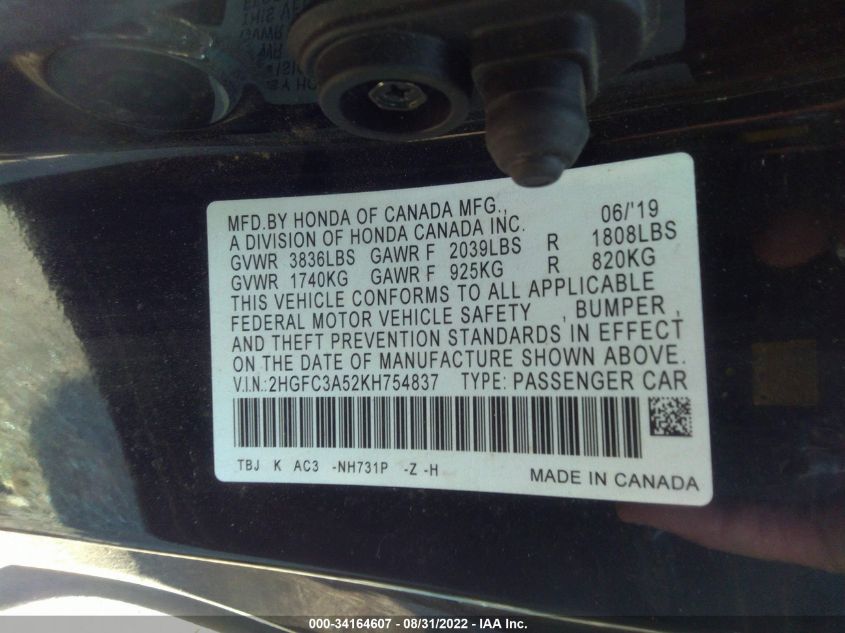 MFD.BY HONDA OF CANADA MFG., 06/'19
A DIVISION OF HONDA CANADA INC.
GVWR 3836LBS GAWR F 2039LBS R 1808LBS
GVWR 1740KG GAWR F 925KG R 820KG
THIS VEHICLE CONFORMS TO ALL APPLICABLE
FEDERAL MOTOR VEHICLE SAFETY , BUMPER ,
AND THEFT PREVENTION STANDARDS IN EFFECT
ON THE DATE OF MANUFACTURE SHOWN ABOVE.
V.I.N.:2HGFC3A52KH754837 TYPE: PASSENGER CAR
TBJ K AC3 -NH731P -Z -H
MADE IN CANADA
000-34164607 - 08/31/2022 - IAA Inc.